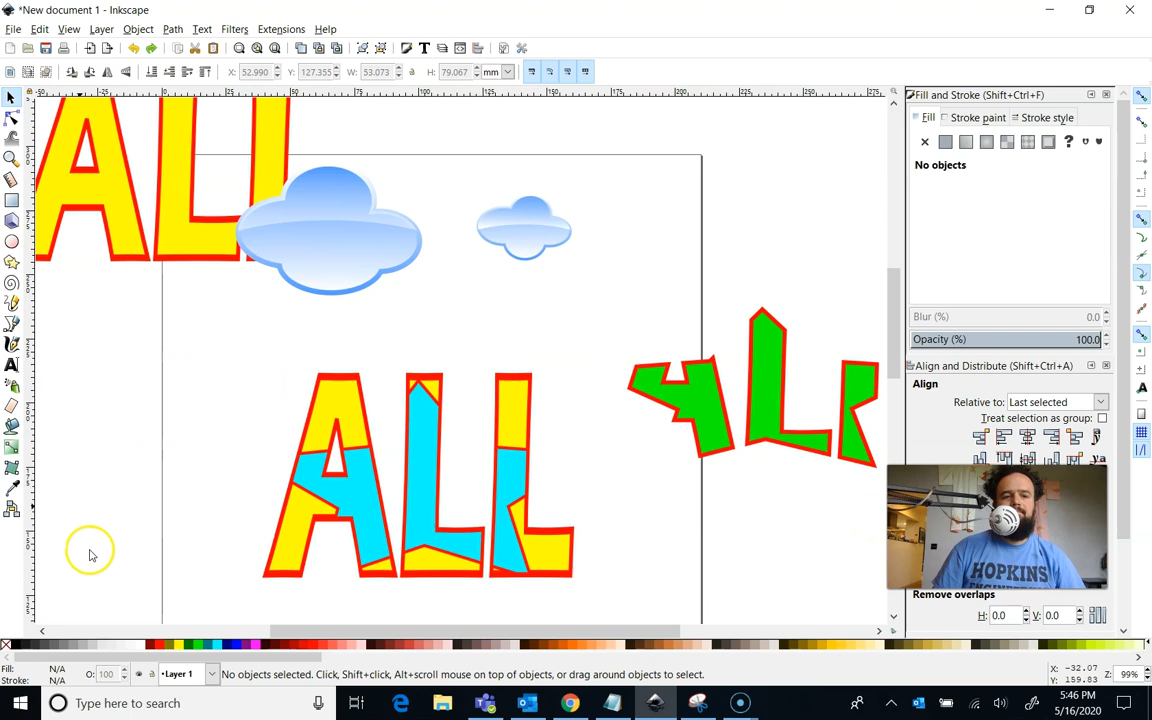 *New document 1 - Inkscape
File Edit View Layer Object Path Text Filters Extensions Help
X: 52.990 Y: 127.355 W: 53.073 H: 79.067 mm
Fill and Stroke (Shift+Ctrl+F)
Fill Stroke paint Stroke style
No objects
Blur (%) 0.0
Opacity (%) 100.0
Align and Distribute (Shift+Ctrl+A)
Align
Relative to: Last selected
Treat selection as group:
Remove overlaps
H: 0.0 V: 0.0
ALL
ALL
HOPKINS
Fill: N/A
Stroke: N/A
O: 100
•Layer 1
No objects selected. Click, Shift+click, Alt+scroll mouse on top of objects, or drag around objects to select.
X: -32.07
Y: 159.83
Z: 99%
Type here to search
5:46 PM
5/16/2020